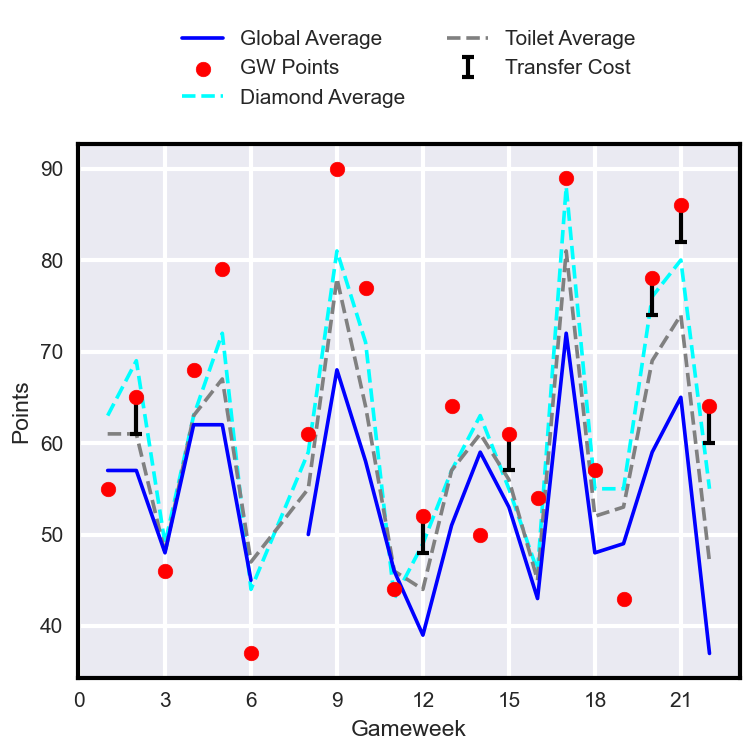 Global Average
GW Points
Diamond Average
Toilet Average
Transfer Cost
90
80
70
60
50
40
Points
0 3 6 9 12 15 18 21
Gameweek